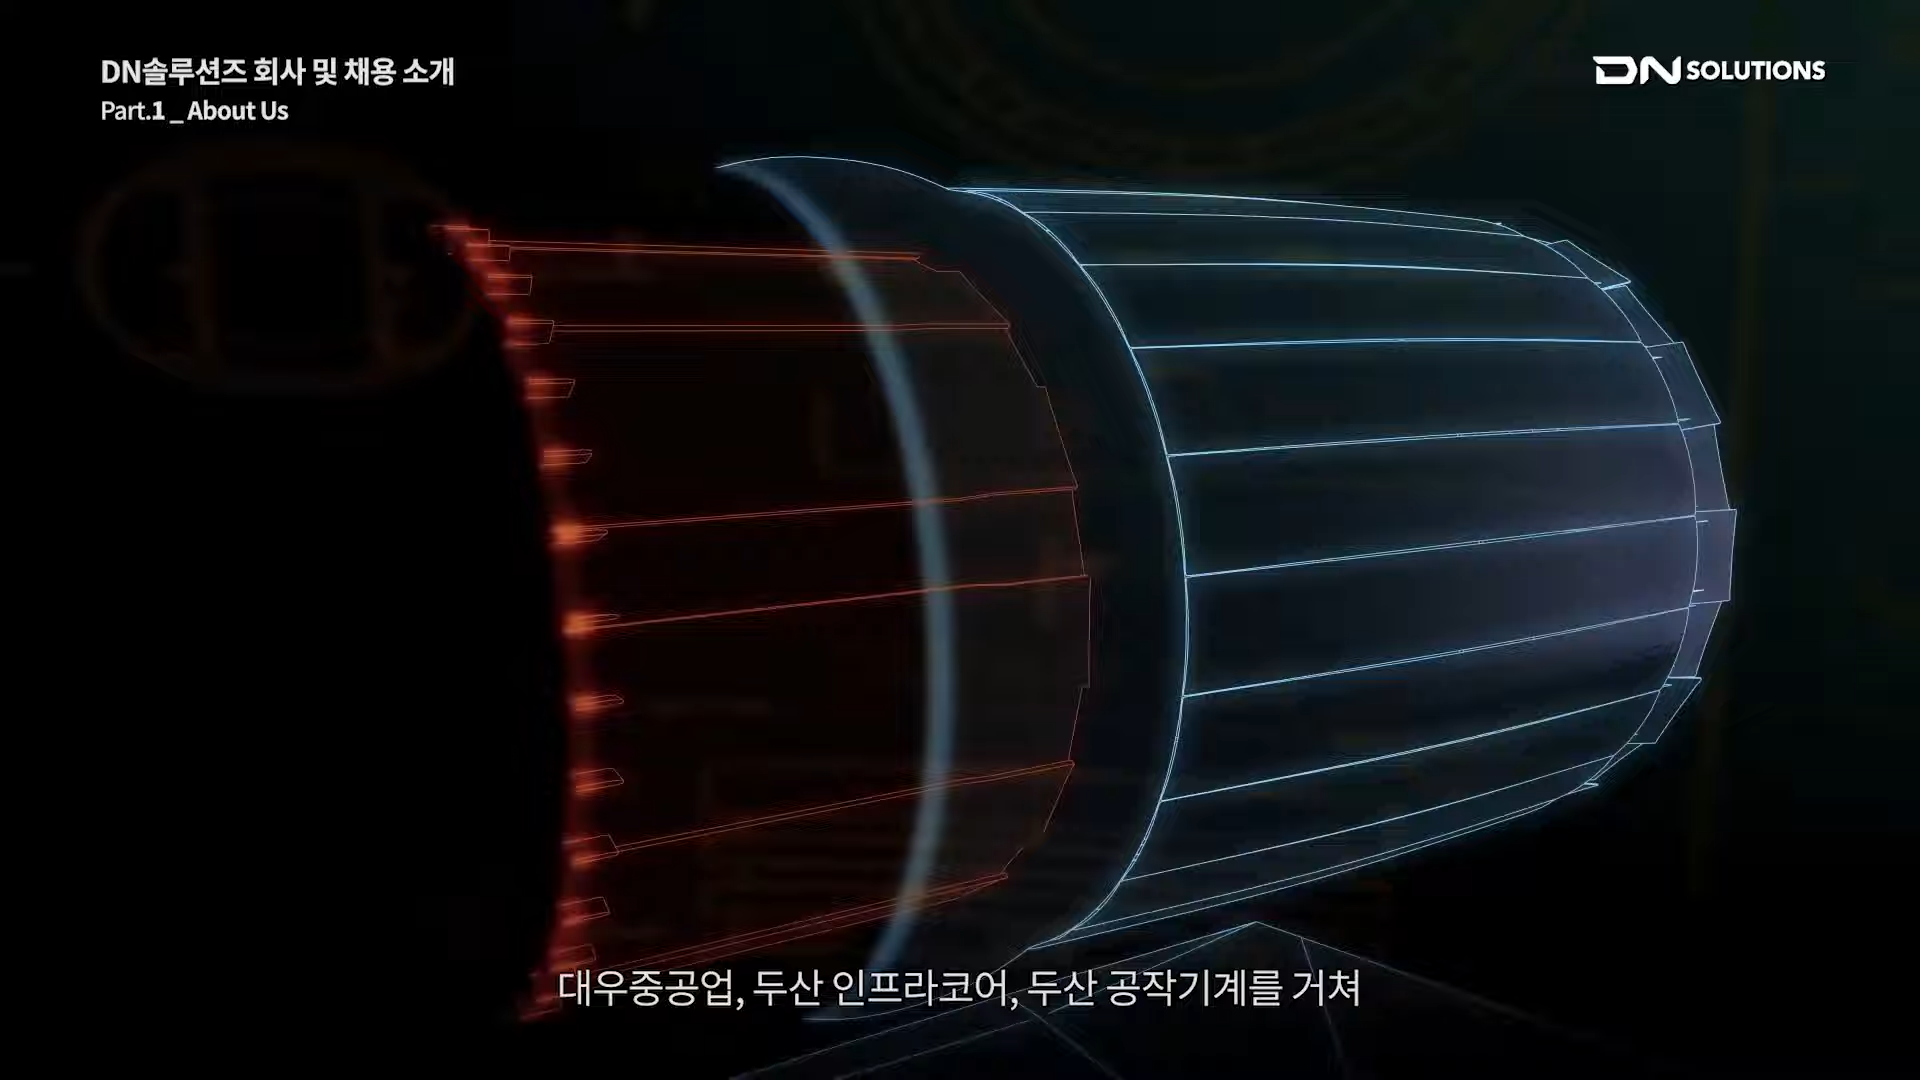 DN솔루션즈 회사 및 채용 소개
Part.1 _ About Us
DN SOLUTIONS
대우중공업, 두산 인프라코어, 두산 공작기계를 거쳐